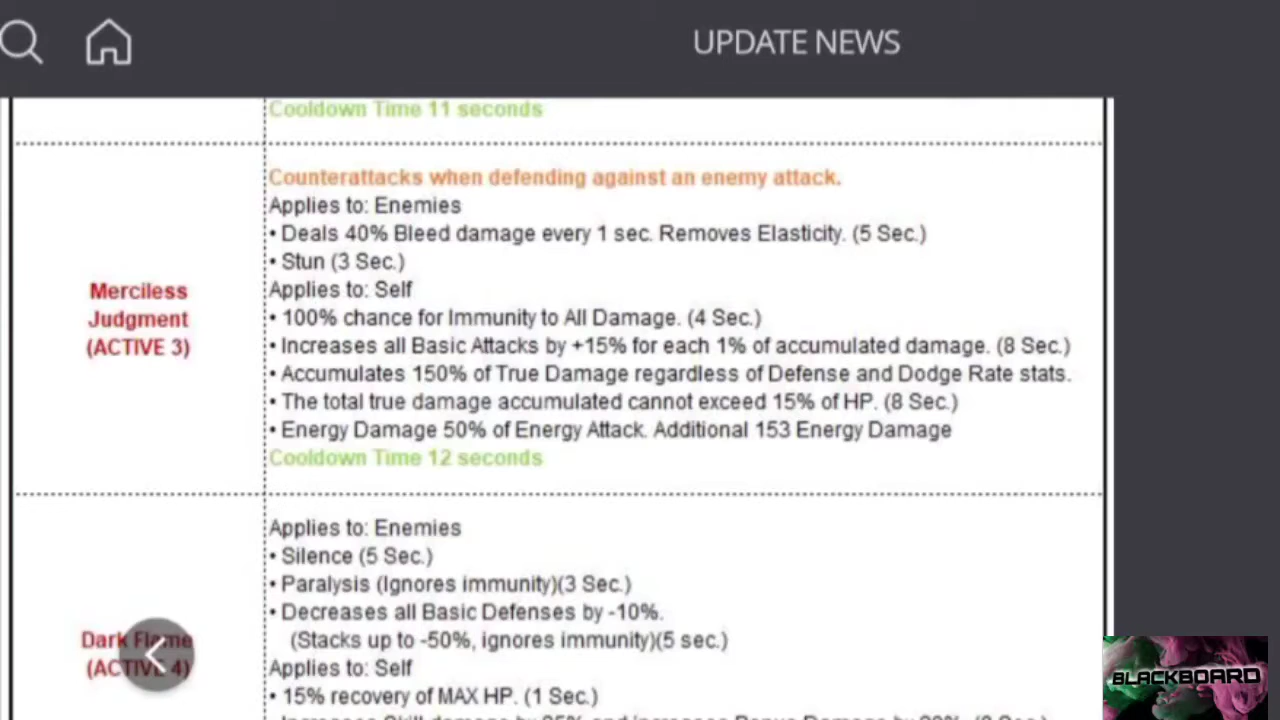 UPDATE NEWS
Cooldown Time 11 seconds
Merciless
Judgment
(ACTIVE 3)
Counterattacks when defending against an enemy attack.
Applies to: Enemies
• Deals 40% Bleed damage every 1 sec. Removes Elasticity. (5 Sec.)
• Stun (3 Sec.)
Applies to: Self
• 100% chance for Immunity to All Damage. (4 Sec.)
• Increases all Basic Attacks by +15% for each 1% of accumulated damage. (8 Sec.)
• Accumulates 150% of True Damage regardless of Defense and Dodge Rate stats.
• The total true damage accumulated cannot exceed 15% of HP. (8 Sec.)
• Energy Damage 50% of Energy Attack. Additional 153 Energy Damage
Cooldown Time 12 seconds
Dark Flame
(ACTIVE 4)
Applies to: Enemies
• Silence (5 Sec.)
• Paralysis (Ignores immunity)(3 Sec.)
• Decreases all Basic Defenses by -10%.
(Stacks up to -50%, ignores immunity)(5 sec.)
Applies to: Self
• 15% recovery of MAX HP. (1 Sec.)
BLACKBOARD